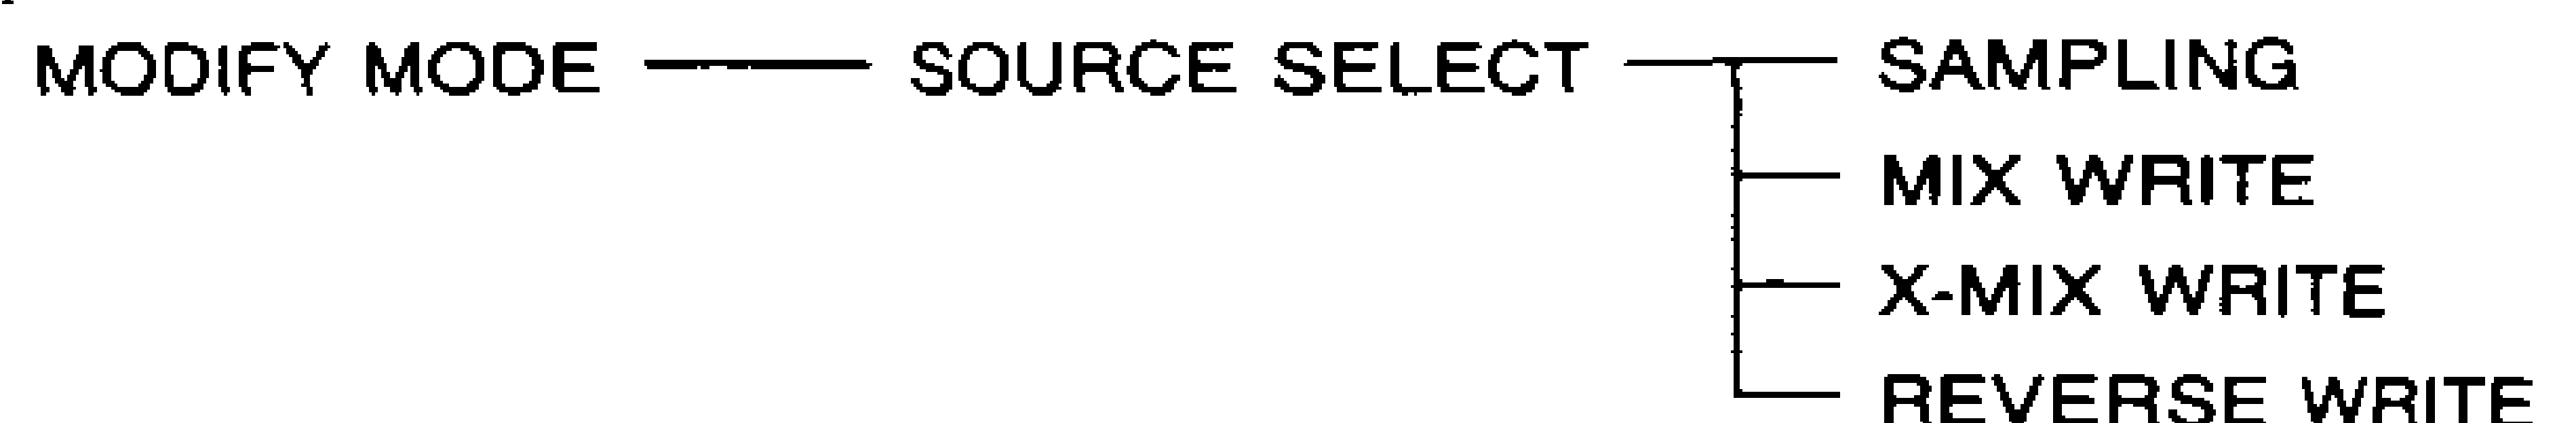 MODIFY MODE SOURCE SELECT SAMPLING
MIX WRITE
X-MIX WRITE
REVERSE WRITE